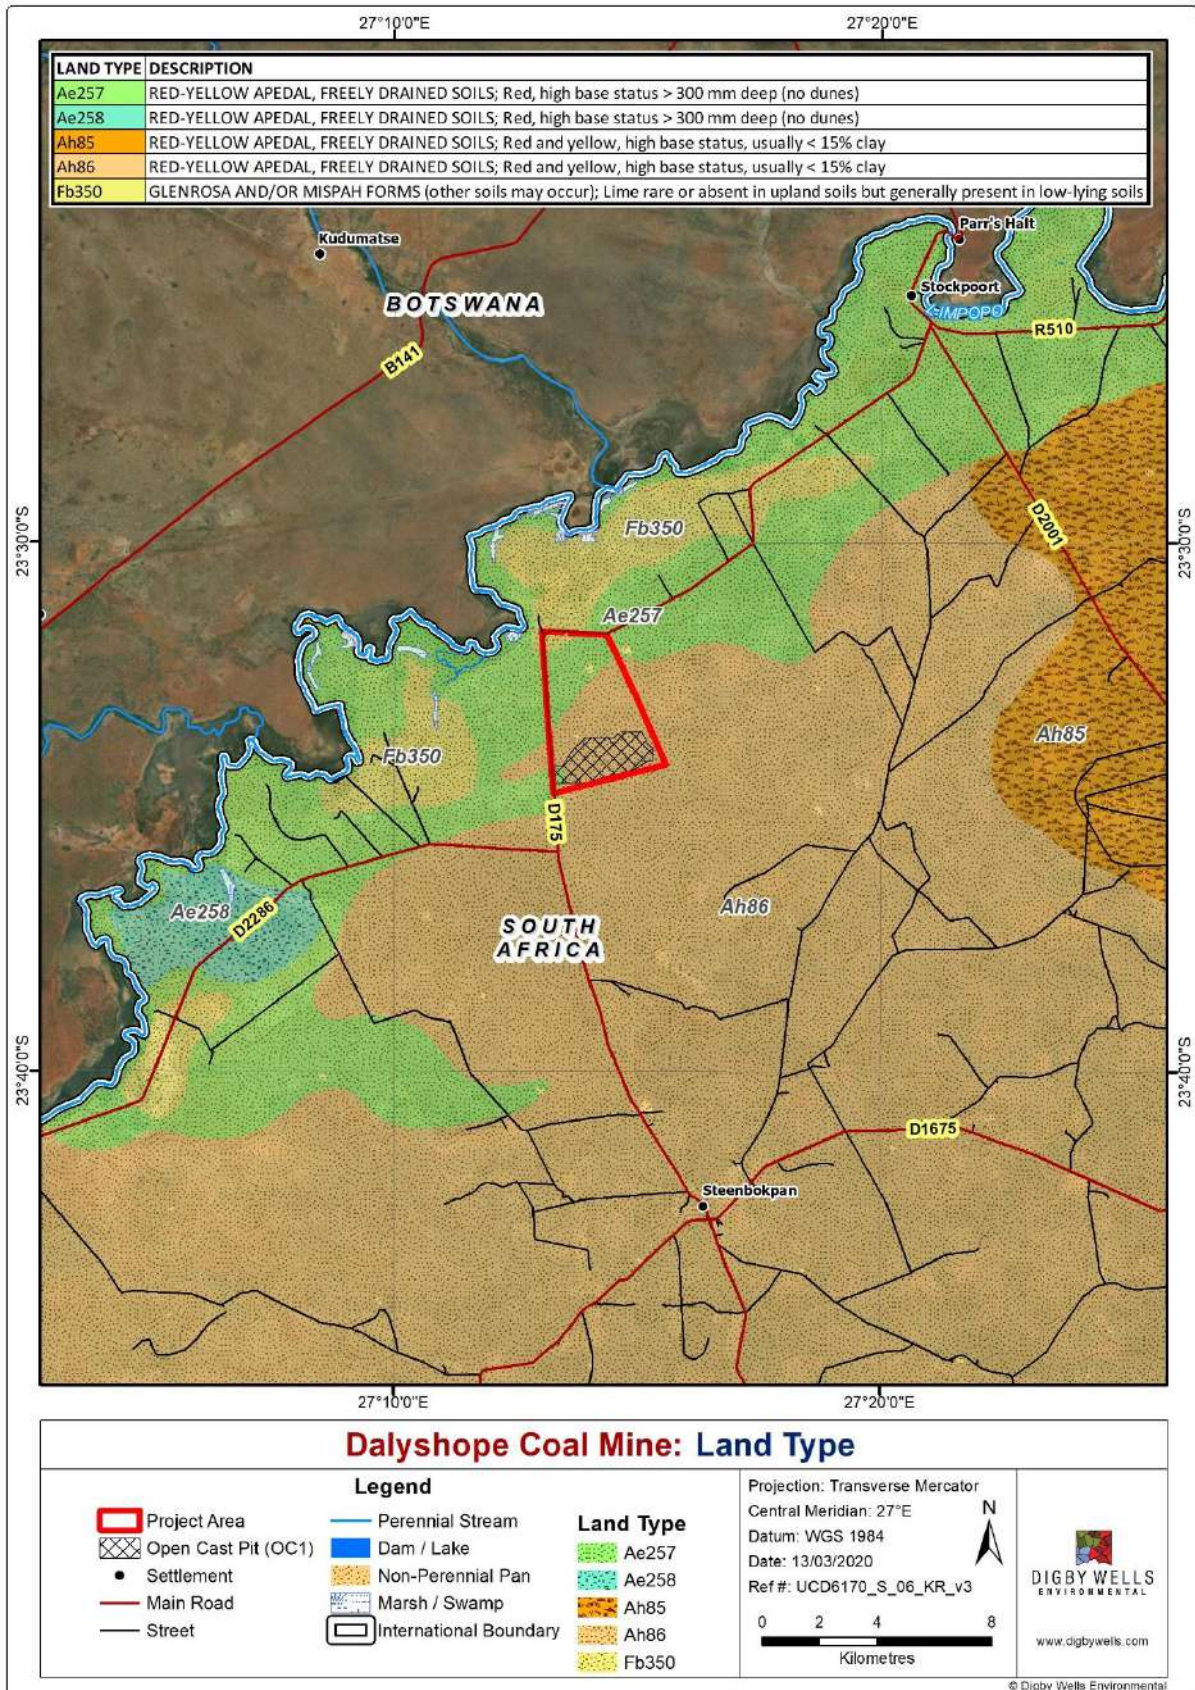 27°10'0"E 27°20'0"E
LAND TYPE DESCRIPTION
Ae257 RED-YELLOW APEDAL, FREELY DRAINED SOILS; Red, high base status > 300 mm deep (no dunes)
Ae258 RED-YELLOW APEDAL, FREELY DRAINED SOILS; Red, high base status > 300 mm deep (no dunes)
Ah85 RED-YELLOW APEDAL, FREELY DRAINED SOILS; Red and yellow, high base status, usually < 15% clay
Ah86 RED-YELLOW APEDAL, FREELY DRAINED SOILS; Red and yellow, high base status, usually < 15% clay
Fb350 GLENROSA AND/OR MISPAH FORMS (other soils may occur); Lime rare or absent in upland soils but generally present in low-lying soils
Parr's Halt
Kudumatse
Stockpoort
BOTSWANA
LIMPOPO
R510
B141
D2001
Fb350
23°30'0"S 23°30'0"S
Ae257
Ah85
Fb350
D175
Ah86
Ae258
D2286
SOUTH
AFRICA
23°40'0"S 23°40'0"S
D1675
Steenbokpan
27°10'0"E 27°20'0"E
Dalyshope Coal Mine: Land Type
Legend
Project Area
Open Cast Pit (OC1)
Settlement
Main Road
Street
Perennial Stream
Dam / Lake
Non-Perennial Pan
Marsh / Swamp
International Boundary
Land Type
Ae257
Ae258
Ah85
Ah86
Fb350
Projection: Transverse Mercator
Central Meridian: 27°E
Datum: WGS 1984
Date: 13/03/2020
Ref #: UCD6170_S_06_KR_v3
N
0 2 4 8
Kilometres
DIGBY WELLS
ENVIRONMENTAL
www.digbywells.com
© Digby Wells Environmental